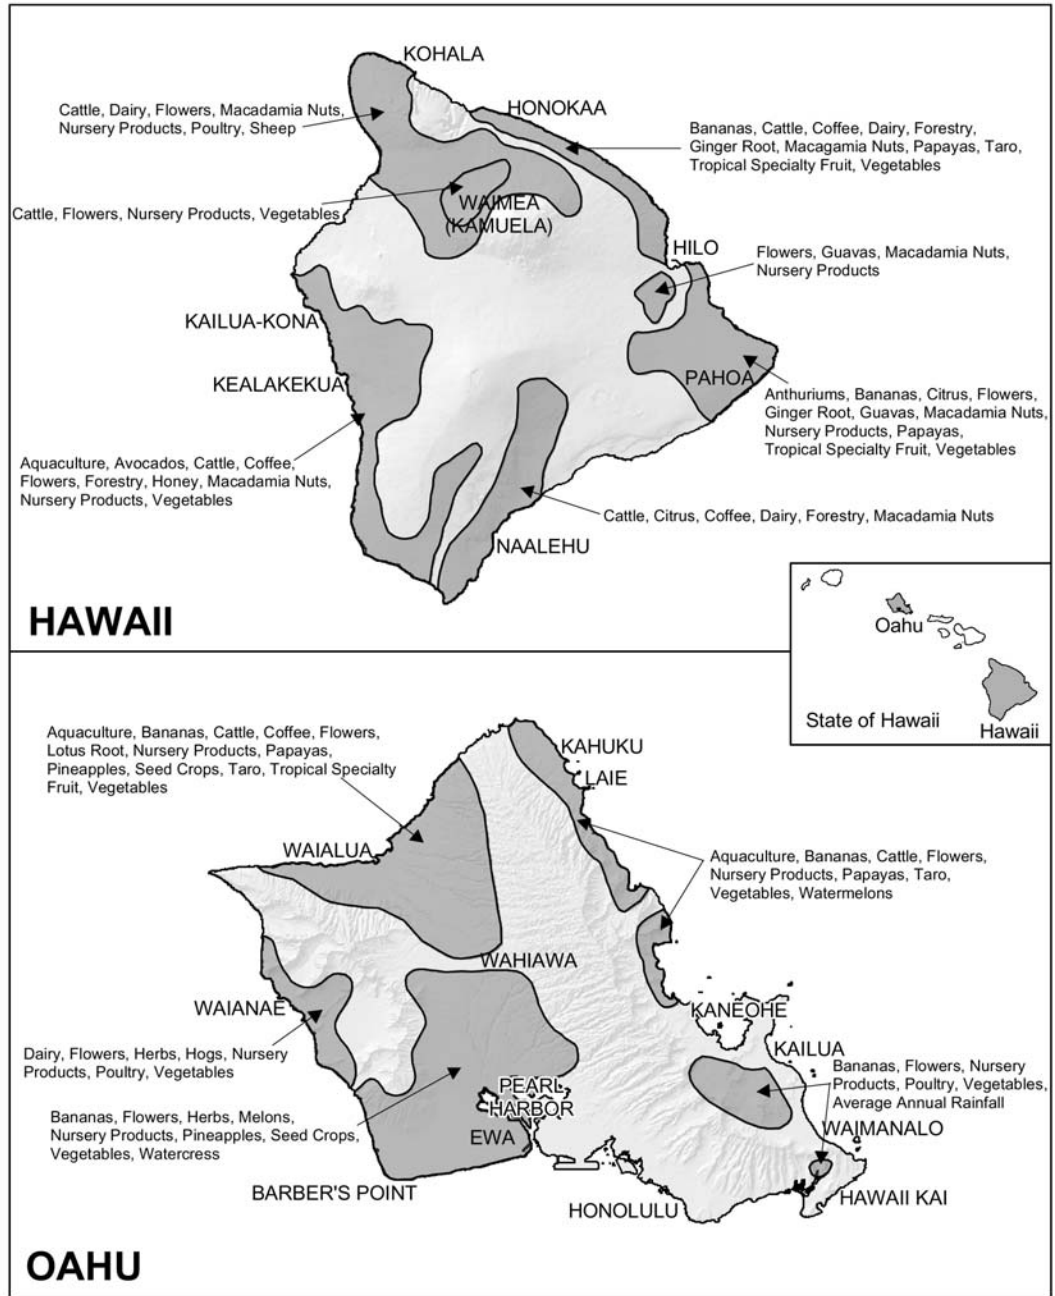 KOHALA
Cattle, Dairy, Flowers, Macadamia Nuts,
Nursery Products, Poultry, Sheep
HONOKAA
Bananas, Cattle, Coffee, Dairy, Forestry,
Ginger Root, Macagamia Nuts, Papayas, Taro,
Tropical Specialty Fruit, Vegetables
Cattle, Flowers, Nursery Products, Vegetables
WAIMEA
(KAMUELA)
HILO
Flowers, Guavas, Macadamia Nuts,
Nursery Products
KAILUA-KONA
KEALAKEKUA
PAHOA
Anthuriums, Bananas, Citrus, Flowers,
Ginger Root, Guavas, Macadamia Nuts,
Nursery Products, Papayas,
Tropical Specialty Fruit, Vegetables
Aquaculture, Avocados, Cattle, Coffee,
Flowers, Forestry, Honey, Macadamia Nuts,
Nursery Products, Vegetables
Cattle, Citrus, Coffee, Dairy, Forestry, Macadamia Nuts
NAALEHU
HAWAII
Oahu
State of Hawaii
Hawaii
Aquaculture, Bananas, Cattle, Coffee, Flowers,
Lotus Root, Nursery Products, Papayas,
Pineapples, Seed Crops, Taro, Tropical Specialty
Fruit, Vegetables
KAHUKU
LAIE
WAIALUA
Aquaculture, Bananas, Cattle, Flowers,
Nursery Products, Papayas, Taro,
Vegetables, Watermelons
WAHIAWA
WAIANAE
KANEOHE
Dairy, Flowers, Herbs, Hogs, Nursery
Products, Poultry, Vegetables
KAILUA
Bananas, Flowers, Nursery
Products, Poultry, Vegetables,
Average Annual Rainfall
PEARL
HARBOR
Bananas, Flowers, Herbs, Melons,
Nursery Products, Pineapples, Seed Crops,
Vegetables, Watercress
EWA
WAIMANALO
BARBER'S POINT
HONOLULU
HAWAII KAI
OAHU